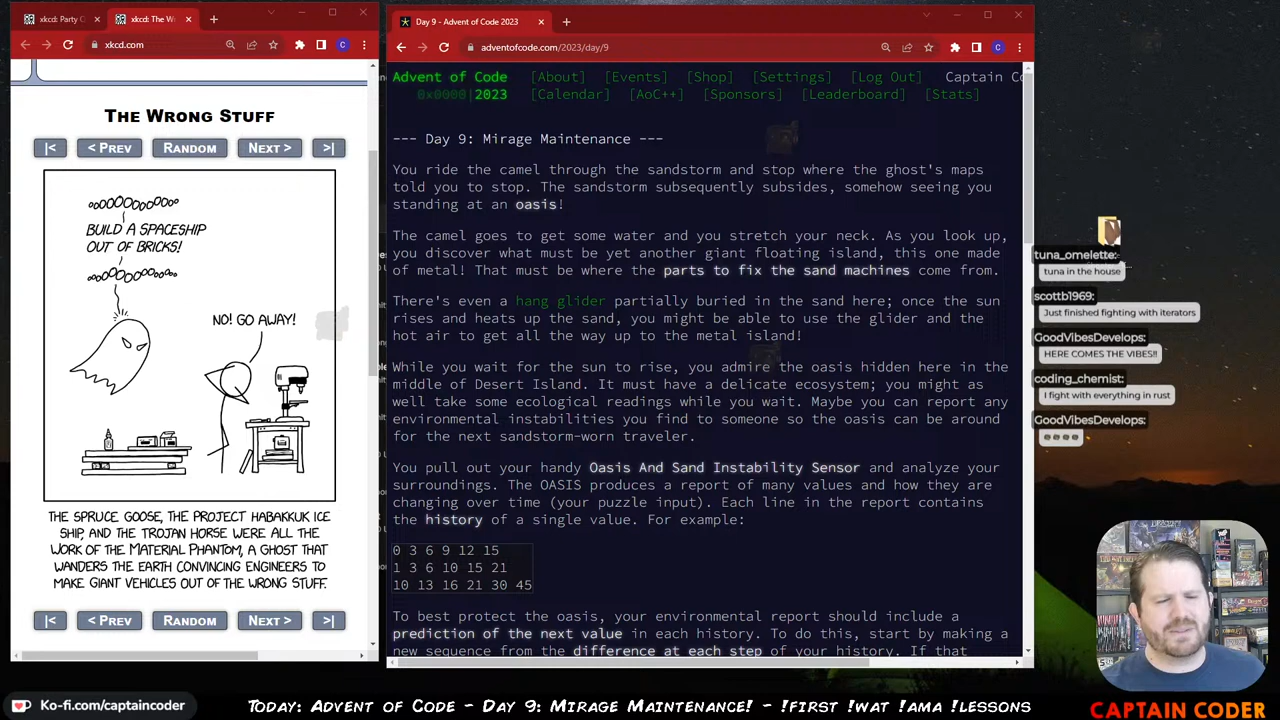 xkcd: Party C
xkcd: The W
xkcd.com
THE WRONG STUFF
|<
< PREV
RANDOM
NEXT >
>|
oooOOOOoooOooo
BUILD A SPACESHIP
OUT OF BRICKS!
NO! GO AWAY!
THE SPRUCE GOOSE, THE PROJECT HABAKKUK ICE
SHIP, AND THE TROJAN HORSE WERE ALL THE
WORK OF THE MATERIAL PHANTOM, A GHOST THAT
WANDERS THE EARTH CONVINCING ENGINEERS TO
MAKE GIANT VEHICLES OUT OF THE WRONG STUFF.
|<
< PREV
RANDOM
NEXT >
>|
Day 9 - Advent of Code 2023
adventofcode.com/2023/day/9
C
Advent of Code [About] [Events] [Shop] [Settings] [Log Out] Captain Co
0x0000|2023 [Calendar] [AoC++] [Sponsors] [Leaderboard] [Stats]
--- Day 9: Mirage Maintenance ---
You ride the camel through the sandstorm and stop where the ghost's maps
told you to stop. The sandstorm subsequently subsides, somehow seeing you
standing at an oasis!
The camel goes to get some water and you stretch your neck. As you look up,
you discover what must be yet another giant floating island, this one made
of metal! That must be where the parts to fix the sand machines come from.
There's even a hang glider partially buried in the sand here; once the sun
rises and heats up the sand, you might be able to use the glider and the
hot air to get all the way up to the metal island!
While you wait for the sun to rise, you admire the oasis hidden here in the
middle of Desert Island. It must have a delicate ecosystem; you might as
well take some ecological readings while you wait. Maybe you can report any
environmental instabilities you find to someone so the oasis can be around
for the next sandstorm-worn traveler.
You pull out your handy Oasis And Sand Instability Sensor and analyze your
surroundings. The OASIS produces a report of many values and how they are
changing over time (your puzzle input). Each line in the report contains
the history of a single value. For example:
0 3 6 9 12 15
1 3 6 10 15 21
10 13 16 21 30 45
To best protect the oasis, your environmental report should include a
prediction of the next value in each history. To do this, start by making a
new sequence from the difference at each step of your history. If that
tuna_omelette:
tuna in the house
scottb1969:
Just finished fighting with iterators
GoodVibesDevelops:
HERE COMES THE VIBES!!
coding_chemist:
I fight with everything in rust
GoodVibesDevelops:
Ko-fi.com/captaincoder
TODAY: ADVENT OF CODE - DAY 9: MIRAGE MAINTENANCE! - !FIRST !WAT !AMA !LESSONS
CAPTAIN CODER